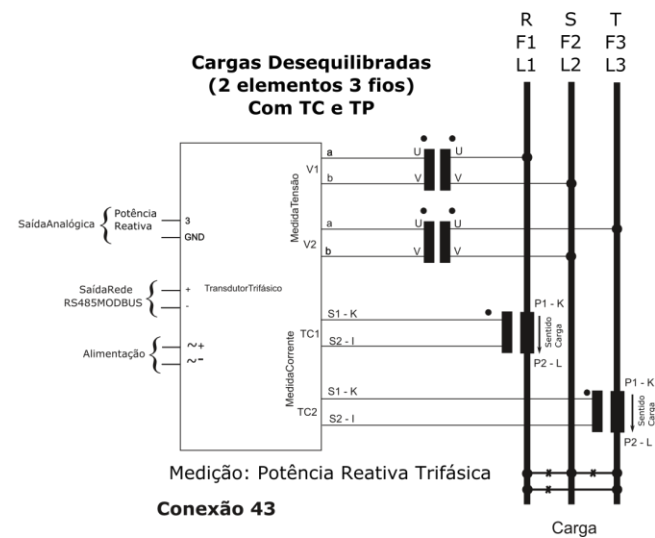 R S T
F1 F2 F3
L1 L2 L3
Cargas Desequilibradas
(2 elementos 3 fios)
Com TC e TP
a U U
V1
b V V
MedidaTensão
a U U
V2
b V V
SaídaAnalógica { Potência Reativa
3
GND
SaídaRede
RS485MODBUS
+
-
TransdutorTrifásico
Alimentação
~+
~-
MedidaCorrente
S1 - K
TC1
S2 - I
P1 - K
Sentido
Carga
P2 - L
S1 - K
TC2
S2 - I
P1 - K
Sentido
Carga
P2 - L
Medição: Potência Reativa Trifásica
Conexão 43
Carga